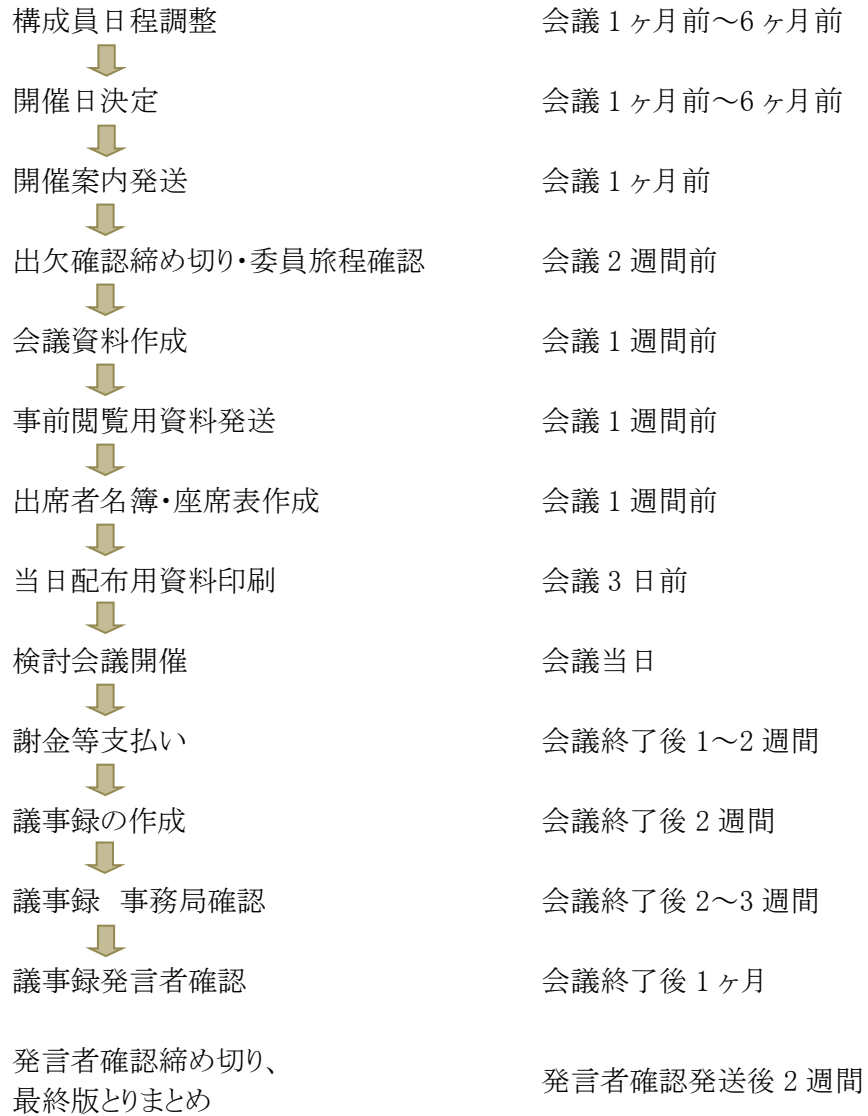 構成員日程調整 会議 1 ヶ月前～6 ヶ月前
開催日決定 会議 1 ヶ月前～6 ヶ月前
開催案内発送 会議 1 ヶ月前
出欠確認締め切り・委員旅程確認 会議 2 週間前
会議資料作成 会議 1 週間前
事前閲覧用資料発送 会議 1 週間前
出席者名簿・座席表作成 会議 1 週間前
当日配布用資料印刷 会議 3 日前
検討会議開催 会議当日
謝金等支払い 会議終了後 1～2 週間
議事録の作成 会議終了後 2 週間
議事録 事務局確認 会議終了後 2～3 週間
議事録発言者確認 会議終了後 1 ヶ月
発言者確認締め切り、
最終版とりまとめ 発言者確認発送後 2 週間